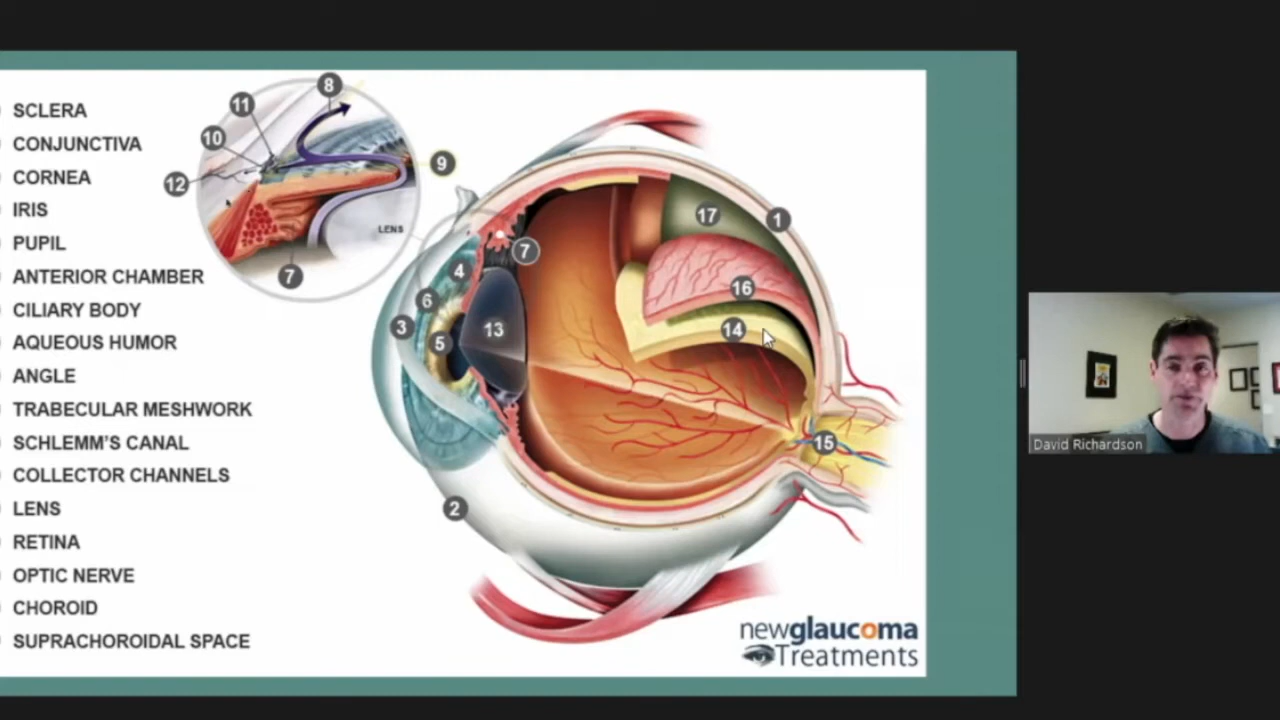 SCLERA
CONJUNCTIVA
CORNEA
IRIS
PUPIL
ANTERIOR CHAMBER
CILIARY BODY
AQUEOUS HUMOR
ANGLE
TRABECULAR MESHWORK
SCHLEMM'S CANAL
COLLECTOR CHANNELS
LENS
RETINA
OPTIC NERVE
CHOROID
SUPRACHOROIDAL SPACE
8
11
10
12
9
LENS
7
17
1
7
4
16
6
3
5
13
14
15
2
newglaucoma
Treatments
David Richardson